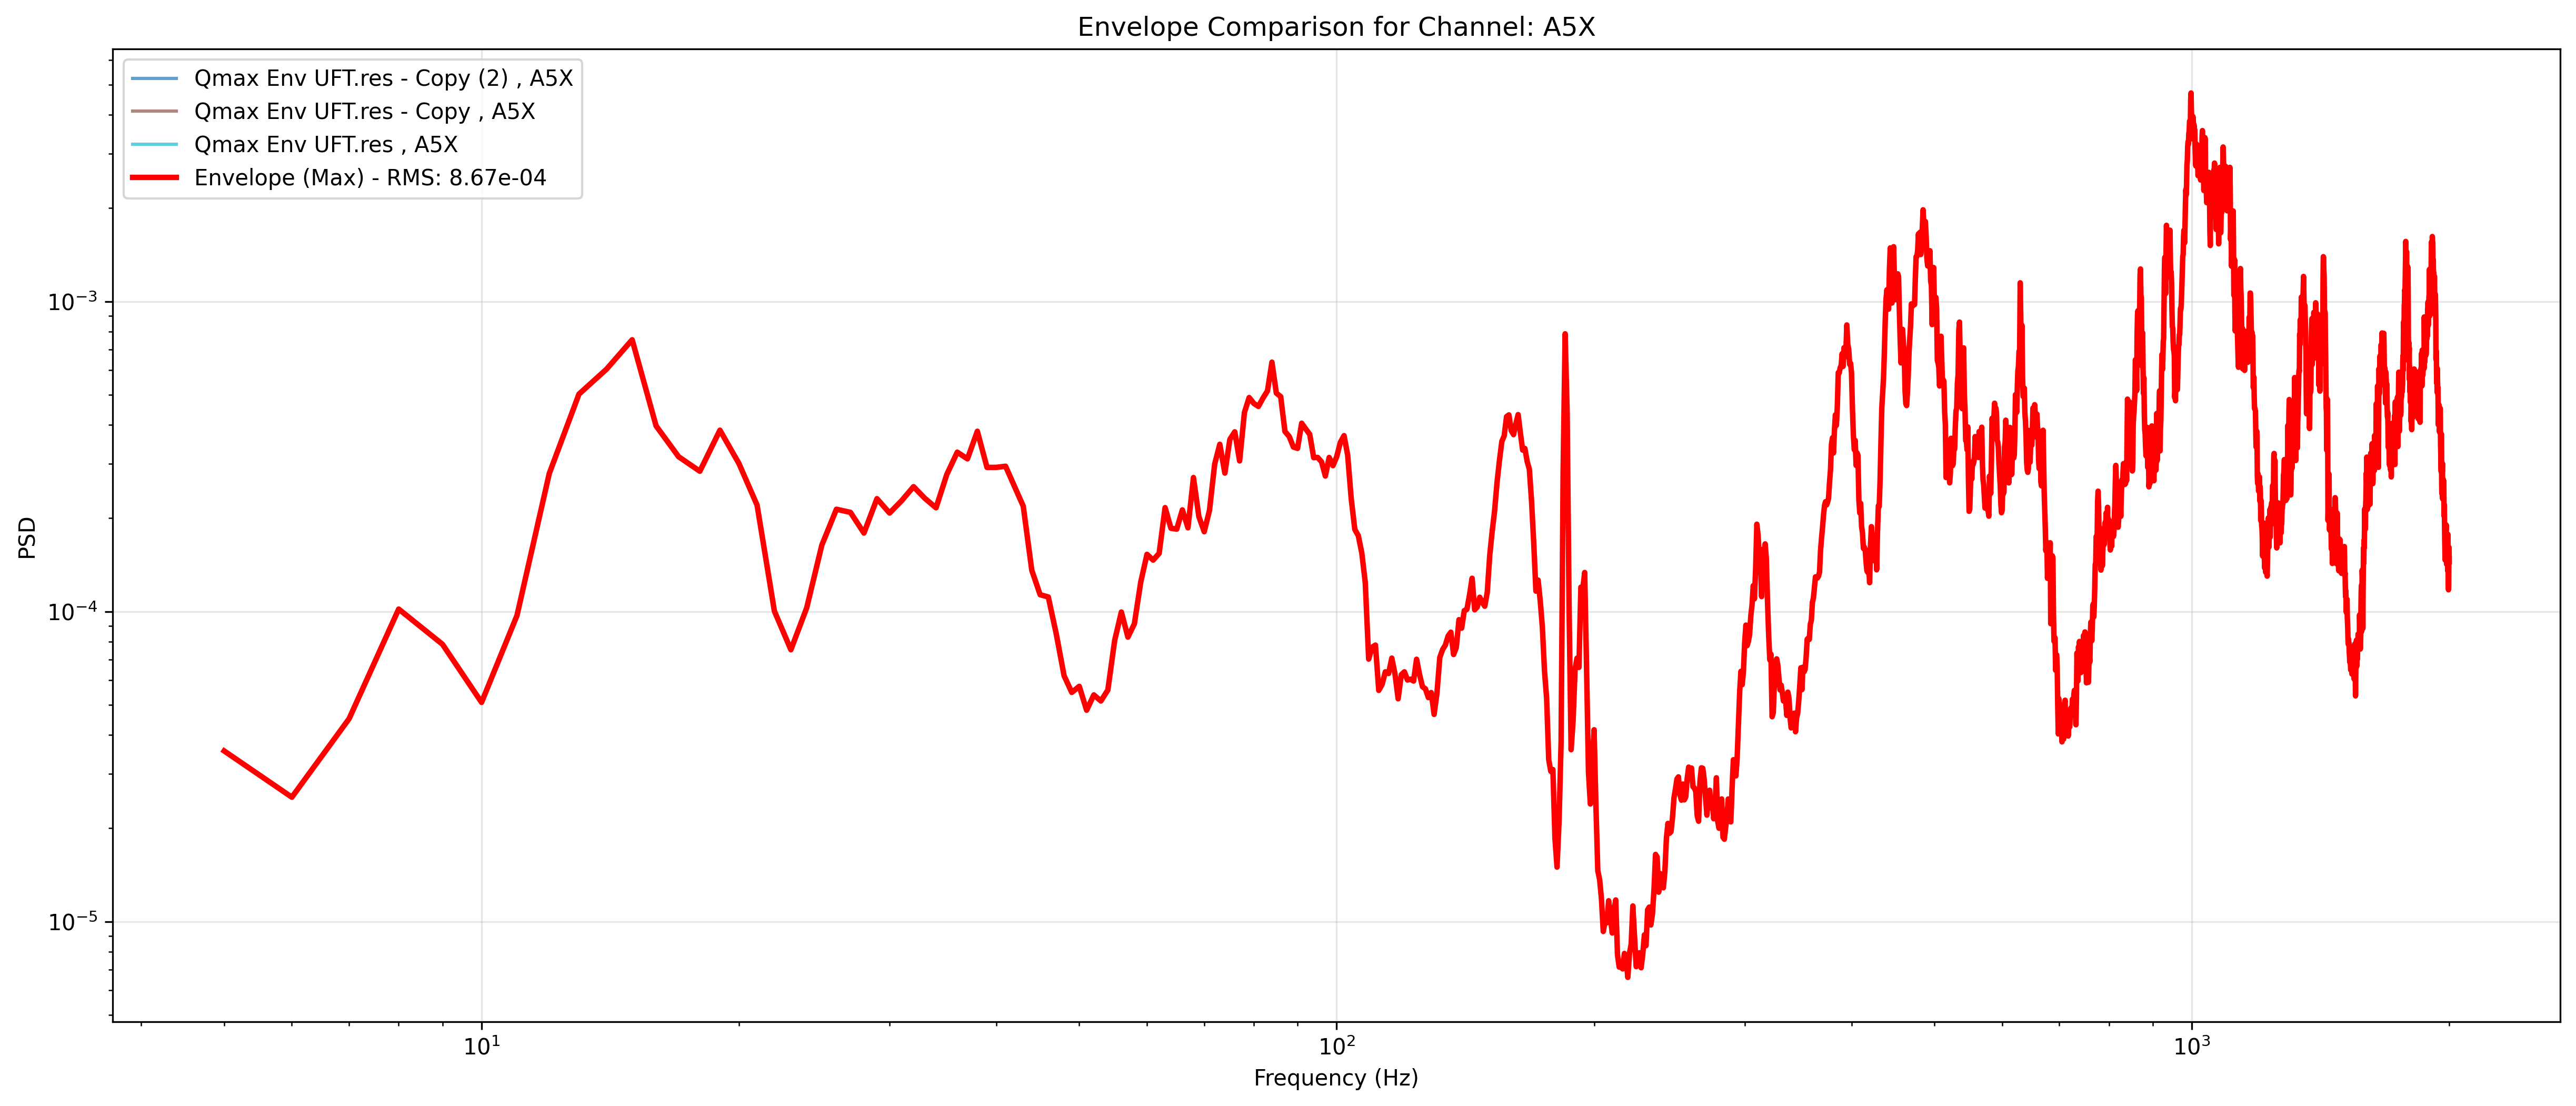 Envelope Comparison for Channel: A5X
Qmax Env UFT.res - Copy (2) , A5X
Qmax Env UFT.res - Copy , A5X
Qmax Env UFT.res , A5X
Envelope (Max) - RMS: 8.67e-04
PSD
10⁻³
10⁻⁴
10⁻⁵
10¹
10²
10³
Frequency (Hz)